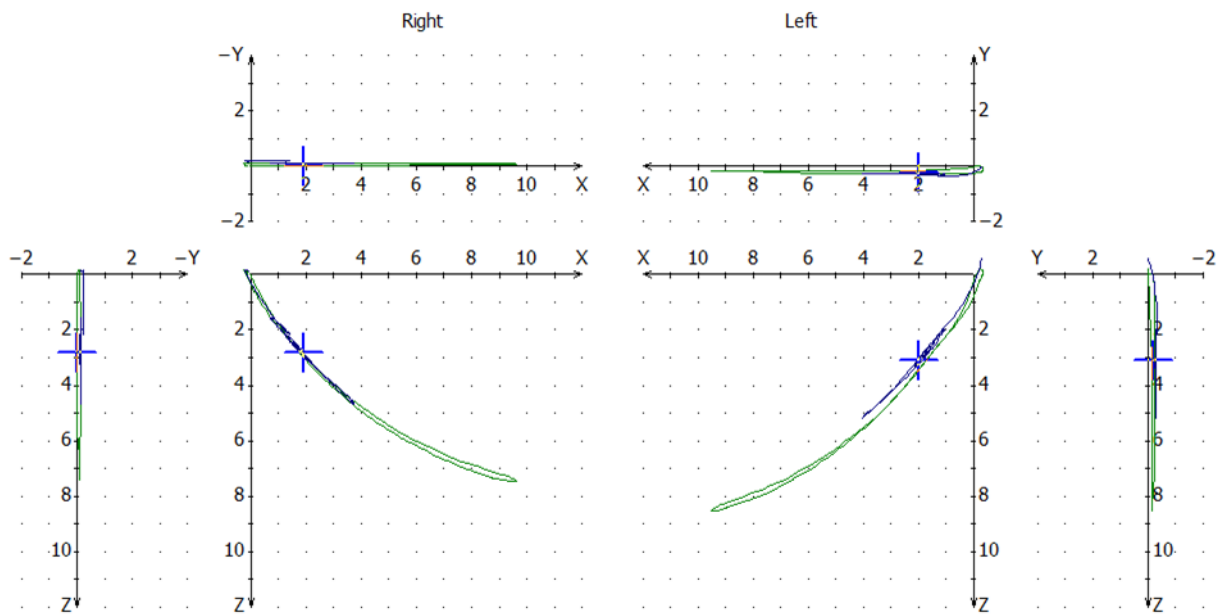 Right Left
−Y Y
2 2
2 4 6 8 10 X X 10 8 6 4 2
−2 −2
−2 2 −Y 2 4 6 8 10 X X 10 8 6 4 2 Y 2 −2
2 2 2 2
4 4 4 4
6 6 6 6
8 8 8 8
10 10 10 10
Z Z Z Z